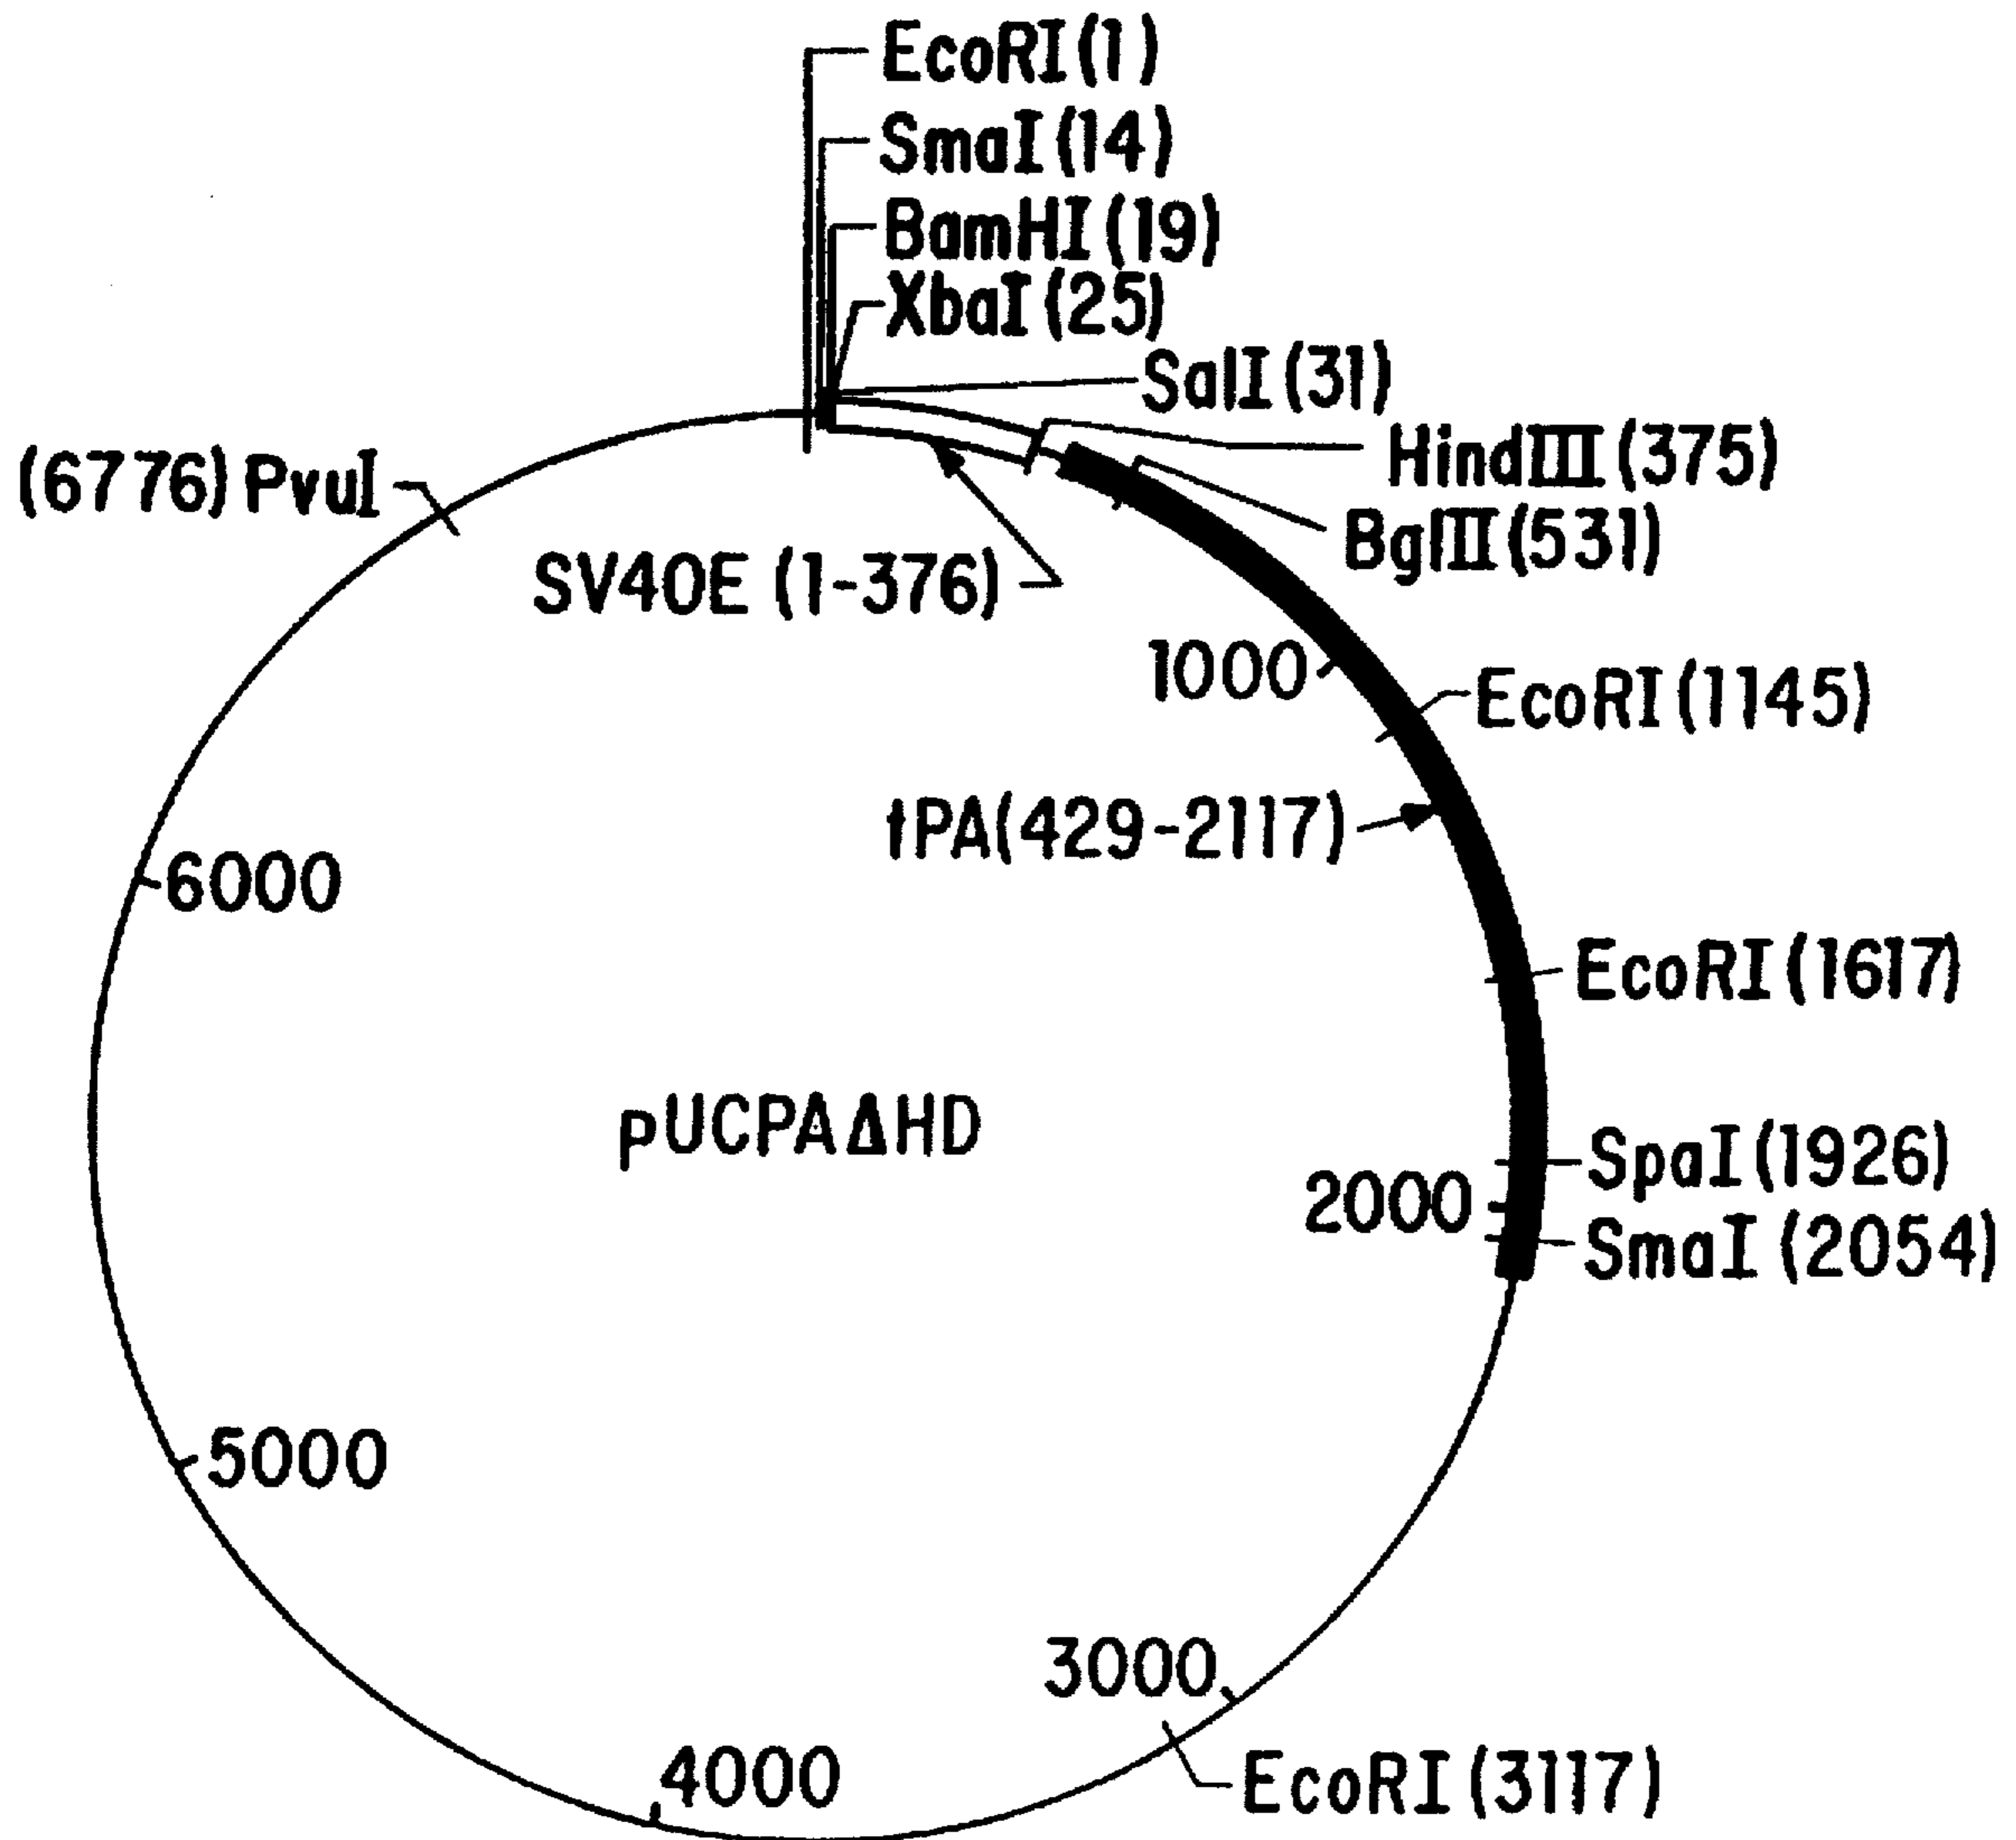 EcoRI (1)
SmaI (14)
BamHI (19)
XbaI (25)
SalI (31)
HindIII (375)
(6776) PvuI
BglII (531)
SV40E (1-376)
1000
EcoRI (1145)
tPA (429-2117)
6000
EcoRI (1617)
pUCPAΔHD
SpaI (1926)
2000
SmaI (2054)
5000
3000
4000
EcoRI (3117)